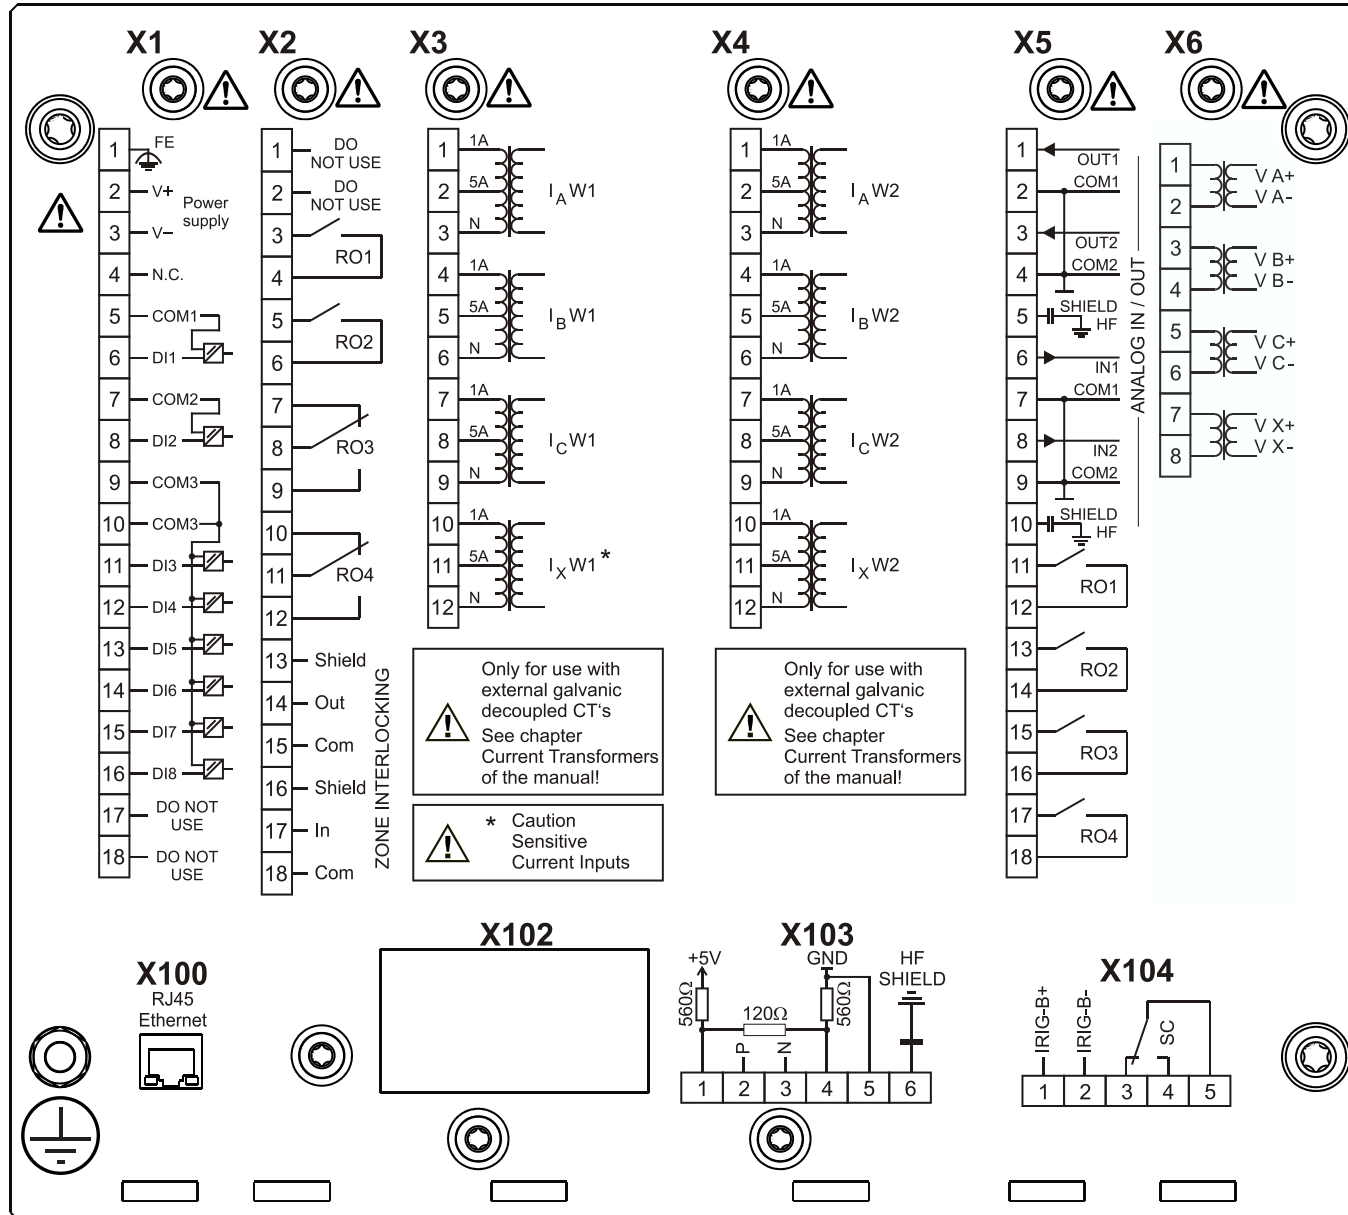 X1
X2
X3
X4
X5
X6
1 FE
2 V+
Power
supply
3 V–
4 N.C.
5 COM1
6 DI1
7 COM2
8 DI2
9 COM3
10 COM3
11 DI3
12 DI4
13 DI5
14 DI6
15 DI7
16 DI8
17 DO NOT
USE
18 DO NOT
USE
1 DO
NOT USE
2 DO
NOT USE
3
RO1
4
5
RO2
6
7
8 RO3
9
10
11 RO4
12
13 Shield
14 Out
15 Com
16 Shield
17 In
18 Com
ZONE INTERLOCKING
1 1A
2 5A IA W1
3 N
4 1A
5 5A IB W1
6 N
7 1A
8 5A IC W1
9 N
10 1A
11 5A IX W1 *
12 N
Only for use with
external galvanic
decoupled CT‘s
See chapter
Current Transformers
of the manual!
* Caution
Sensitive
Current Inputs
1 1A
2 5A IA W2
3 N
4 1A
5 5A IB W2
6 N
7 1A
8 5A IC W2
9 N
10 1A
11 5A IX W2
12 N
Only for use with
external galvanic
decoupled CT‘s
See chapter
Current Transformers
of the manual!
1 OUT1
2 COM1
3 OUT2
4 COM2
5 SHIELD
HF
6 IN1
7 COM1
8 IN2
9 COM2
10 SHIELD
HF
ANALOG IN / OUT
11
RO1
12
13
RO2
14
15
RO3
16
17
RO4
18
1 V A+
2 V A-
3 V B+
4 V B-
5 V C+
6 V C-
7 V X+
8 V X-
X100
RJ45
Ethernet
X102
X103
+5V
GND
HF
SHIELD
560Ω
120Ω
560Ω
P
N
1 2 3 4 5 6
X104
IRIG-B+
IRIG-B-
SC
1 2 3 4 5